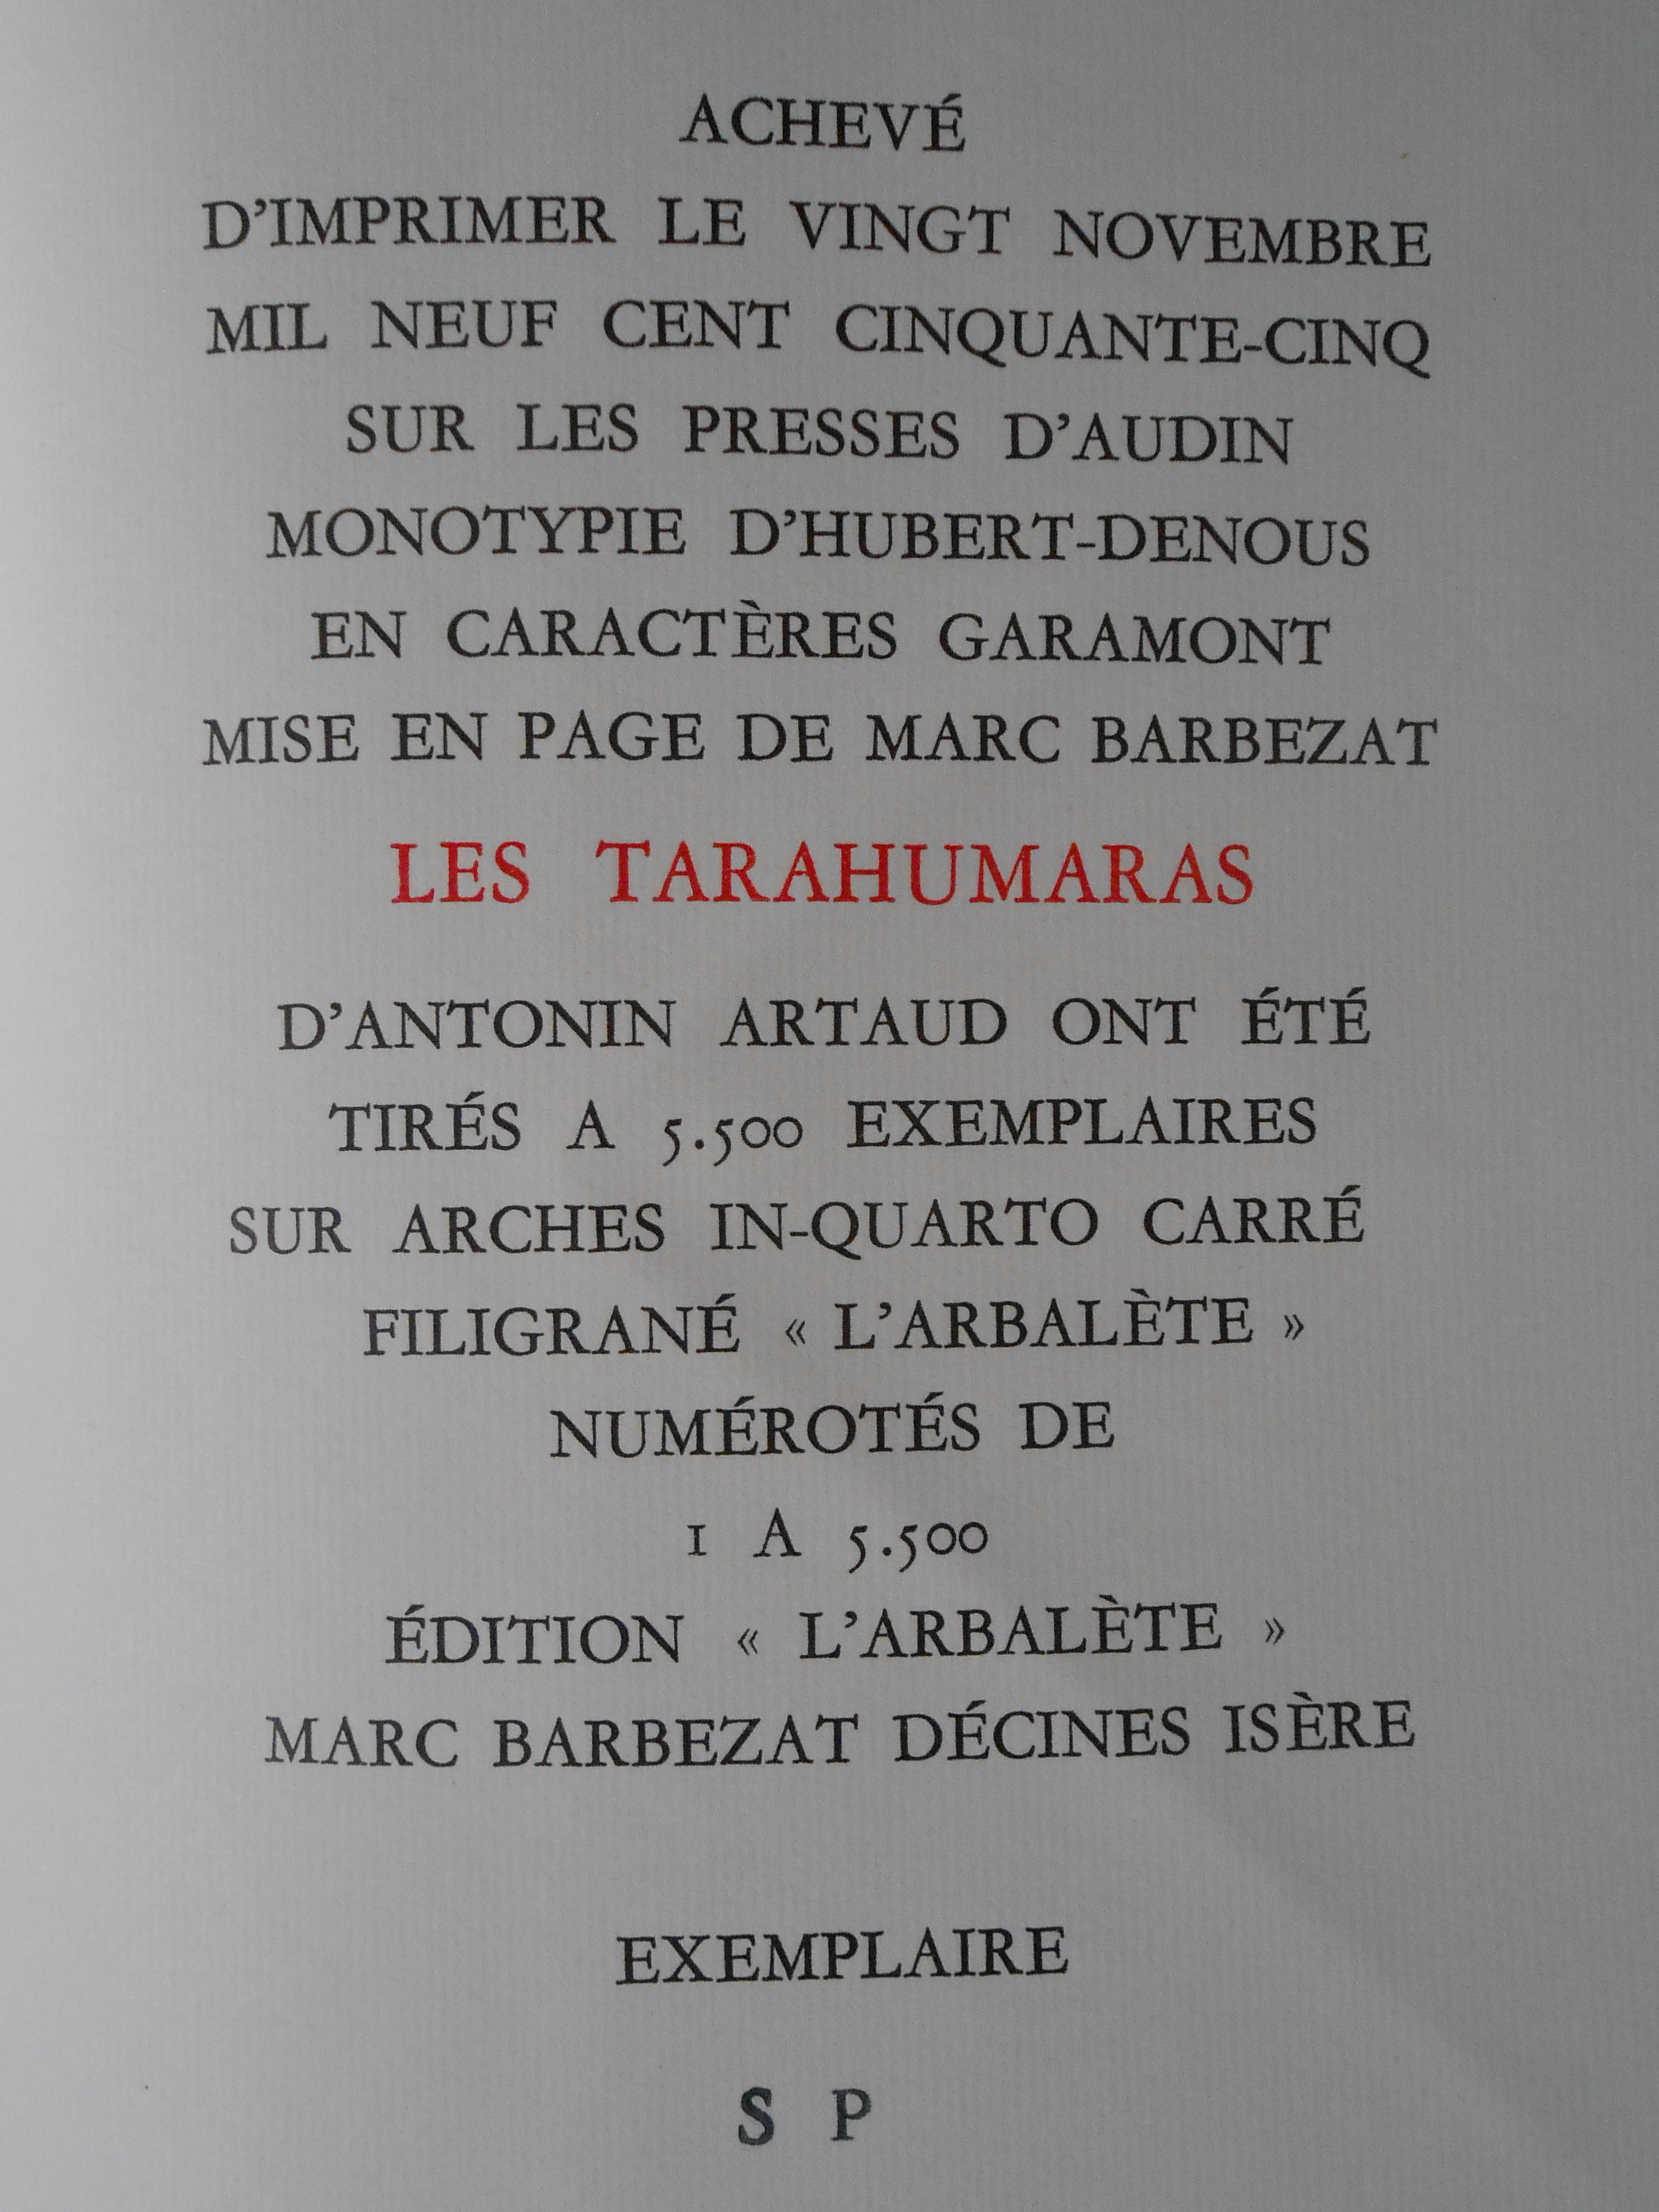 ACHEVÉ
D'IMPRIMER LE VINGT NOVEMBRE
MIL NEUF CENT CINQUANTE-CINQ
SUR LES PRESSES D'AUDIN
MONOTYPIE D'HUBERT-DENOUS
EN CARACTÈRES GARAMONT
MISE EN PAGE DE MARC BARBEZAT
LES TARAHUMARAS
D'ANTONIN ARTAUD ONT ÉTÉ
TIRÉS A 5.500 EXEMPLAIRES
SUR ARCHES IN-QUARTO CARRÉ
FILIGRANÉ « L'ARBALÈTE »
NUMÉROTÉS DE
1 A 5.500
ÉDITION « L'ARBALÈTE »
MARC BARBEZAT DÉCINES ISÈRE
EXEMPLAIRE
S P